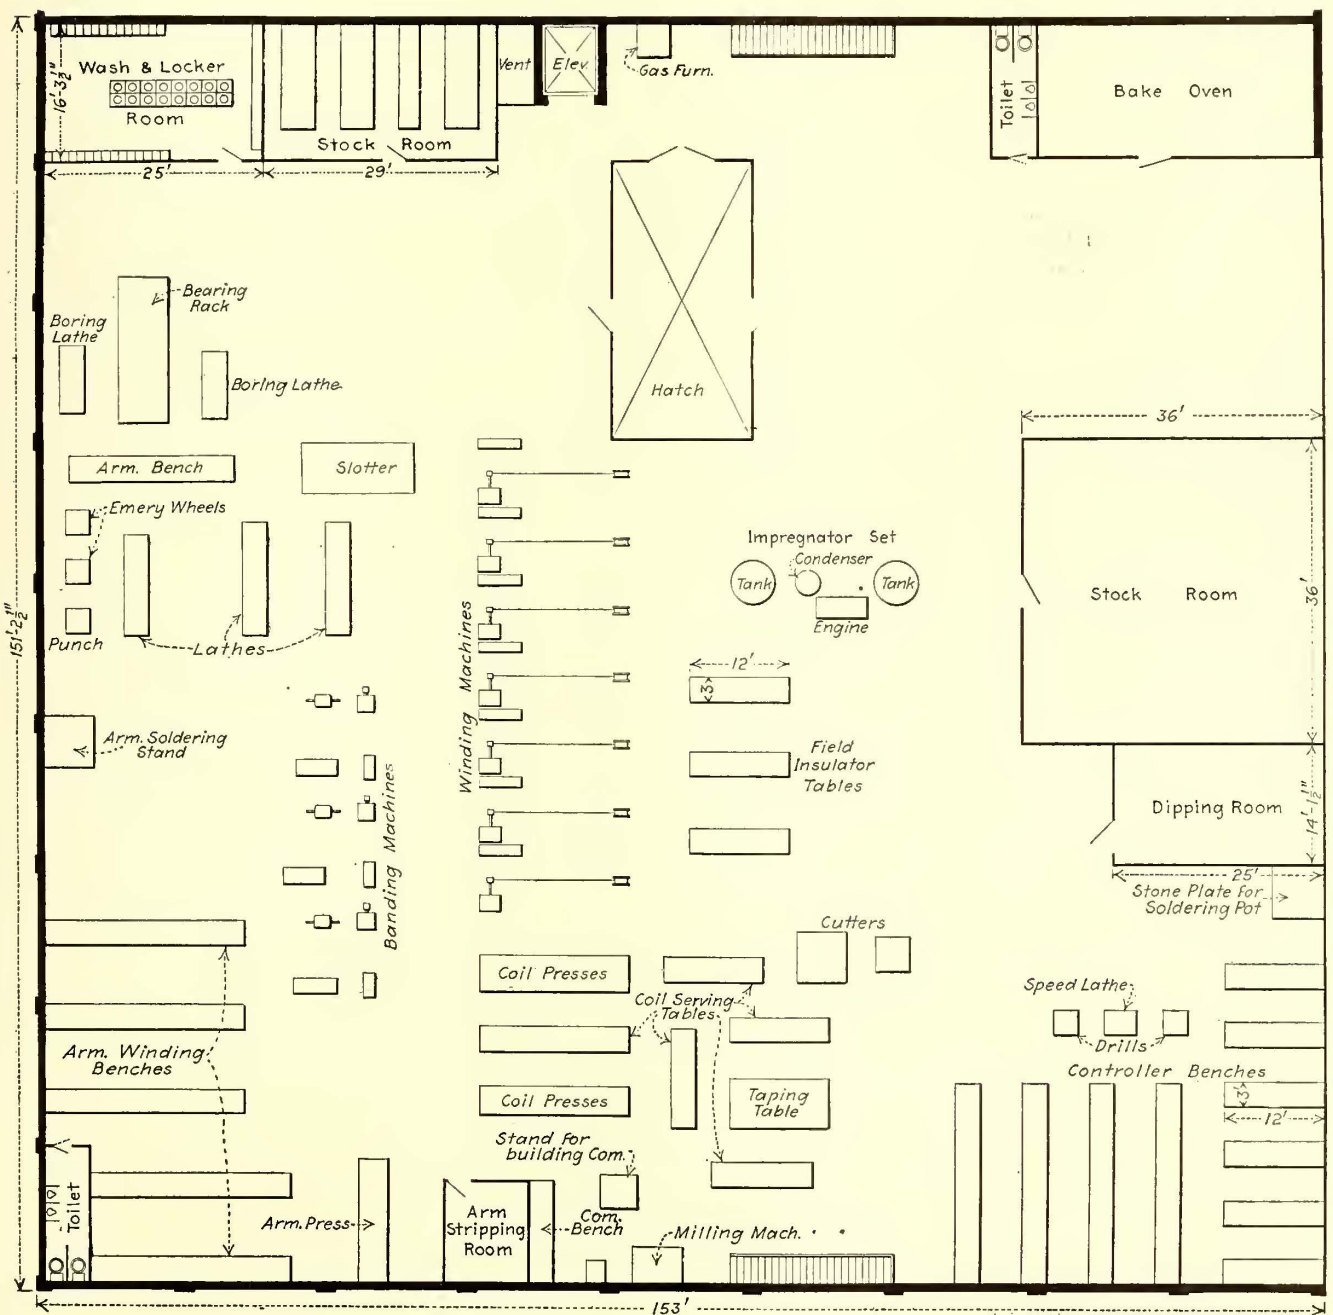 Wash & Locker
Room
16'-3½"
25'
Stock Room
29'
Vent
Elev.
Gas Furn.
Toilet
Bake Oven
Hatch
Bearing
Rack
Boring
Lathe
Boring Lathe
Arm. Bench
Slotter
Emery Wheels
Punch
Lathes
Winding Machines
Impregnator Set
Condenser
Tank
Tank
Engine
36'
Stock Room
36'
151'-2½"
12'
3'
Field
Insulator
Tables
Arm. Soldering
Stand
Banding Machines
Dipping Room
14'-1½"
25'
Stone Plate for
Soldering Pot
Cutters
Coil Presses
Coil Serving
Tables
Coil Presses
Taping
Table
Speed Lathe
Drills
Controller Benches
3'
12'
Arm. Winding
Benches
Stand for
building Com.
Toilet
Arm. Press
Arm
Stripping
Room
Com.
Bench
Milling Mach.
153'